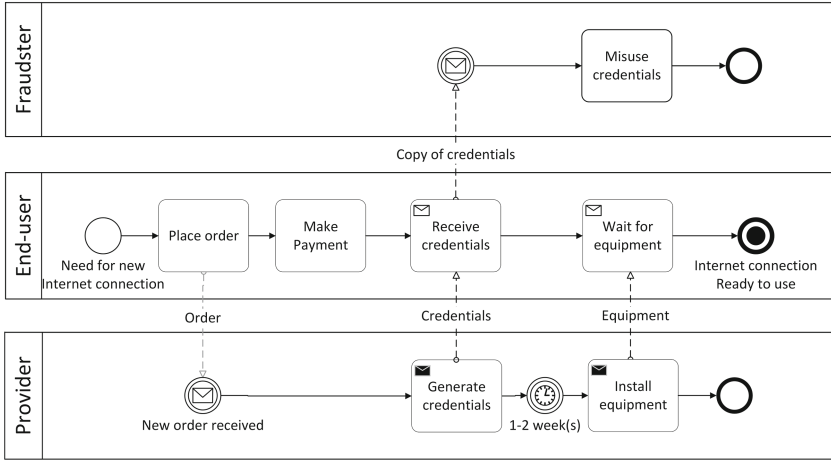 Fraudster
Misuse
credentials
Copy of credentials
End-user
Place order
Make
Payment
Receive
credentials
Wait for
equipment
Need for new
Internet connection
Internet connection
Ready to use
Order
Credentials
Equipment
Provider
Generate
credentials
Install
equipment
New order received
1-2 week(s)